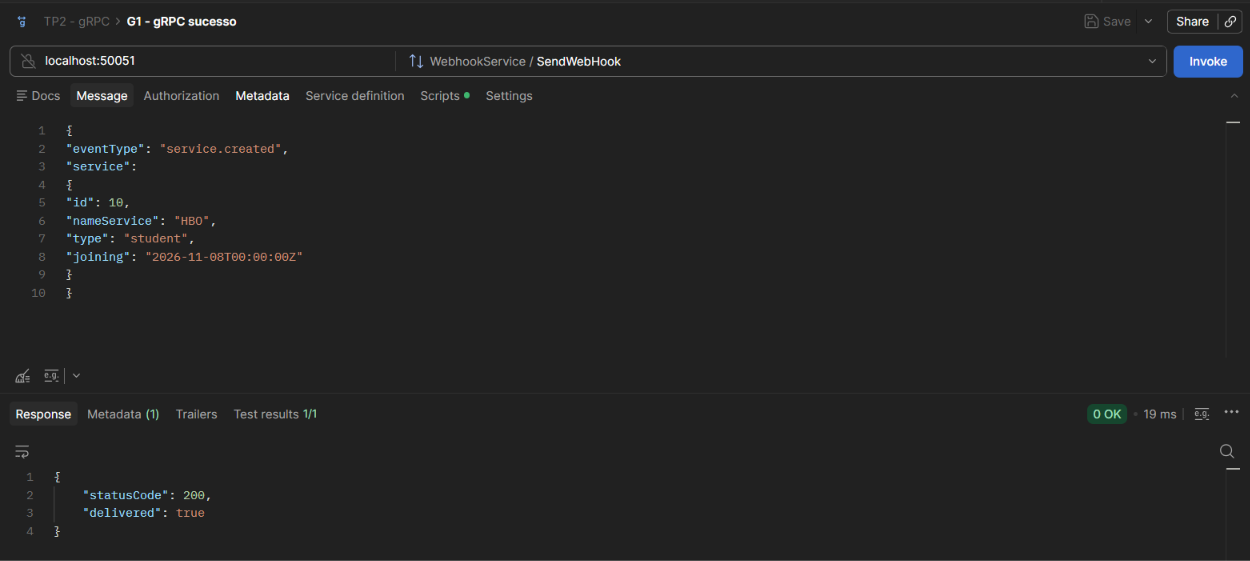 TP2 - gRPC > G1 - gRPC sucesso Save Share
localhost:50051 WebhookService / SendWebHook Invoke
Docs Message Authorization Metadata Service definition Scripts Settings
1 {
2 "eventType": "service.created",
3 "service":
4 {
5 "id": 10,
6 "nameService": "HBO",
7 "type": "student",
8 "joining": "2026-11-08T00:00:00Z"
9 }
10 }
e.g.
Response Metadata (1) Trailers Test results 1/1 0 OK 19 ms e.g.
1 {
2 "statusCode": 200,
3 "delivered": true
4 }